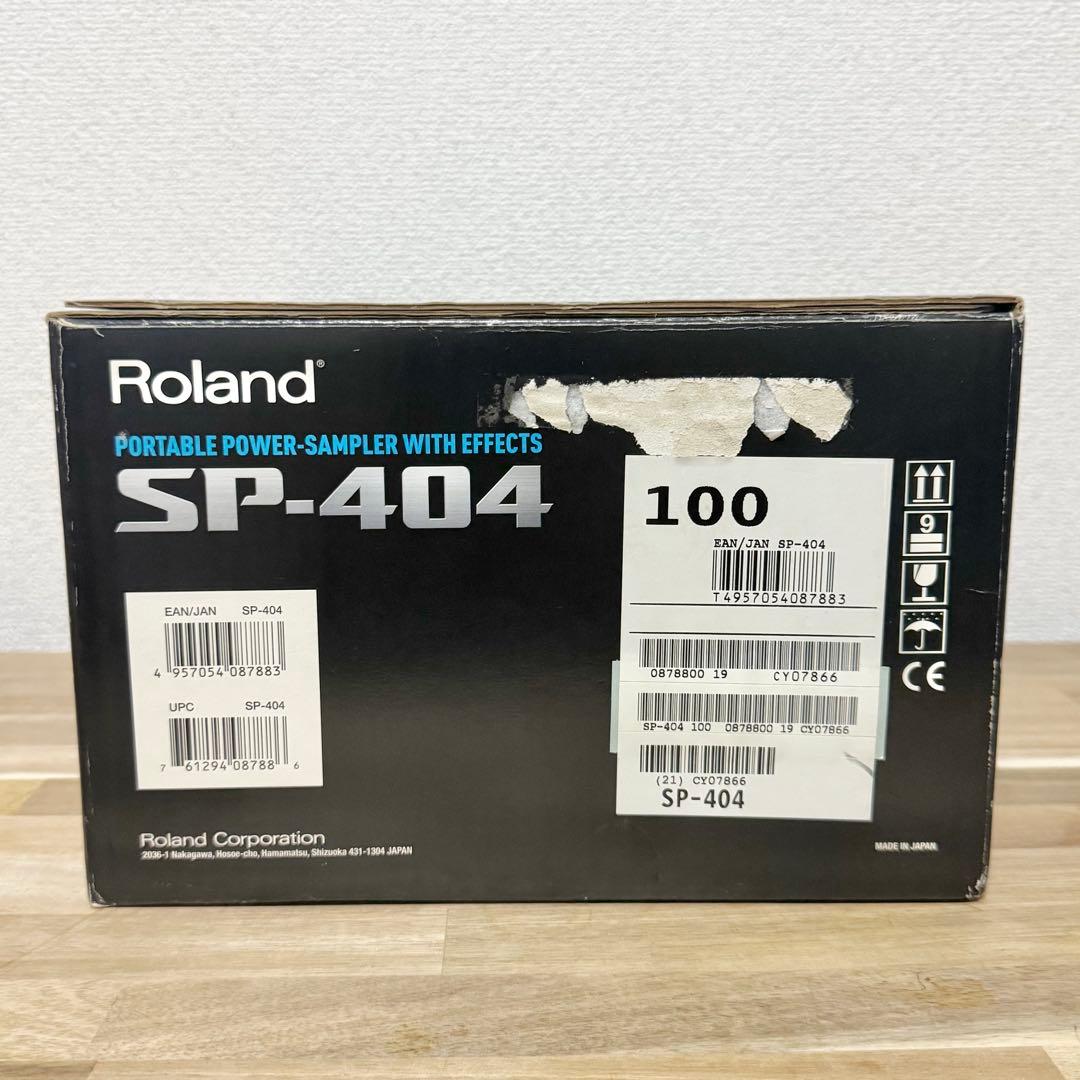 Roland®
PORTABLE POWER-SAMPLER WITH EFFECTS
SP-404
EAN/JAN SP-404
4 957054 087883
UPC SP-404
7 61294 08788 6
Roland Corporation
2036-1 Nakagawa, Hosoe-cho, Hamamatsu, Shizuoka 431-1304 JAPAN
100
EAN/JAN SP-404
T4957054087883
0878800 19 CY07866
SP-404 100 0878800 19 CY07866
(21) CY07866
SP-404
9
CE
MADE IN JAPAN